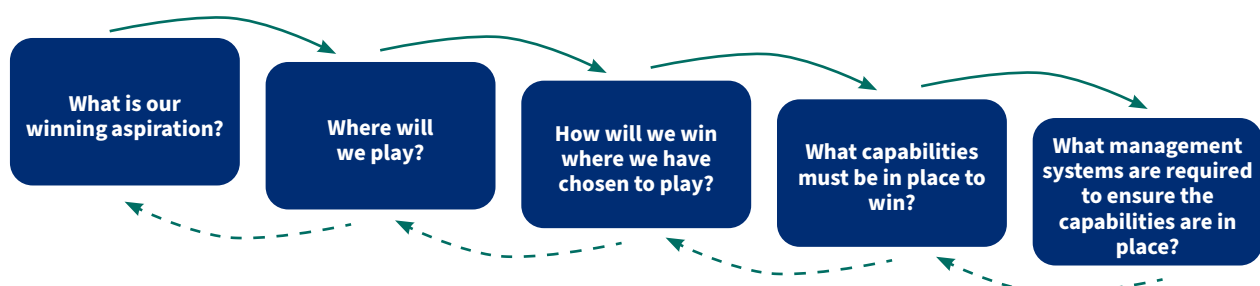 What is our
winning aspiration?
Where will
we play?
How will we win
where we have
chosen to play?
What capabilities
must be in place to
win?
What management
systems are required
to ensure the
capabilities are in
place?